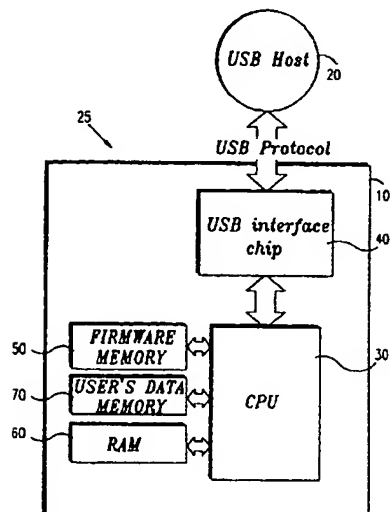 USB Host
20
25
USB Protocol
10
USB interface
chip
40
FIRMWARE
MEMORY
50
30
USER'S DATA
MEMORY
70
CPU
60
RAM